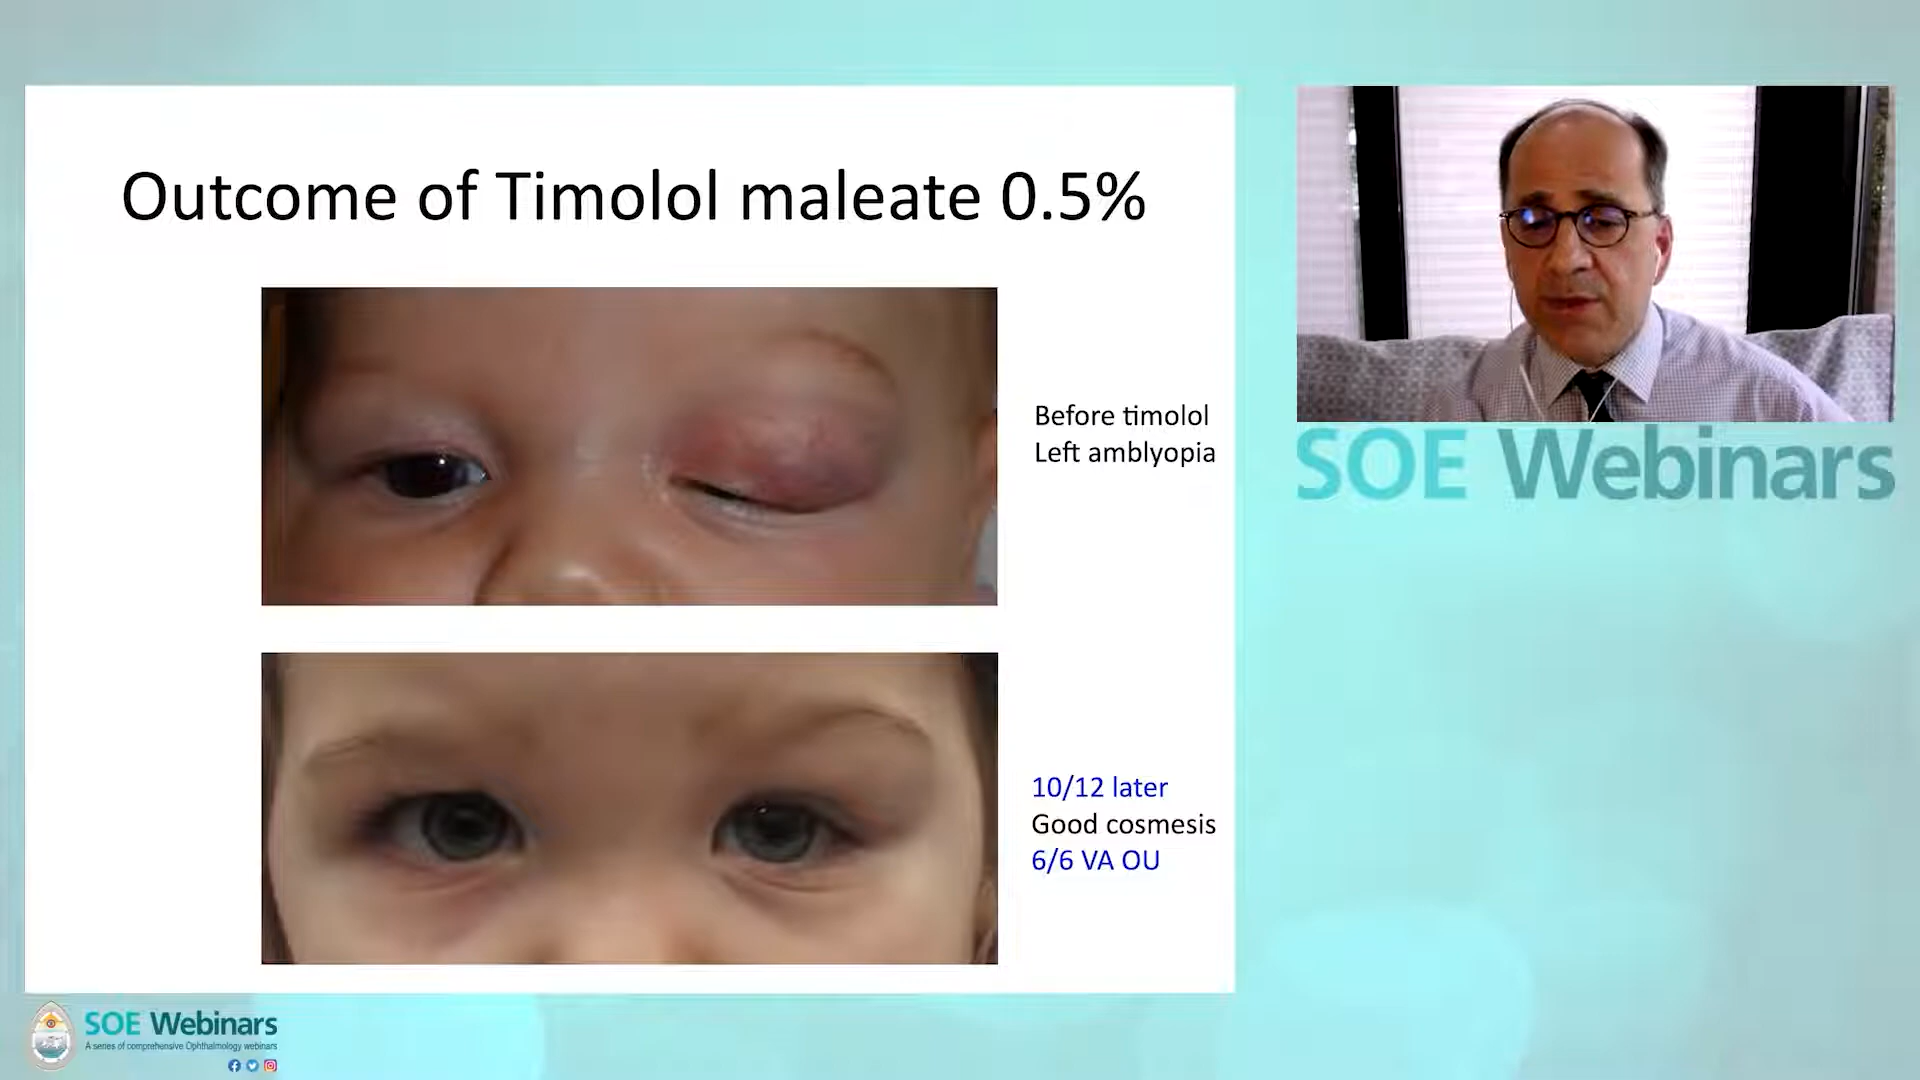 Outcome of Timolol maleate 0.5%
Before timolol
Left amblyopia
10/12 later
Good cosmesis
6/6 VA OU
SOE Webinars
SOE Webinars
A series of comprehensive Ophthalmology webinars